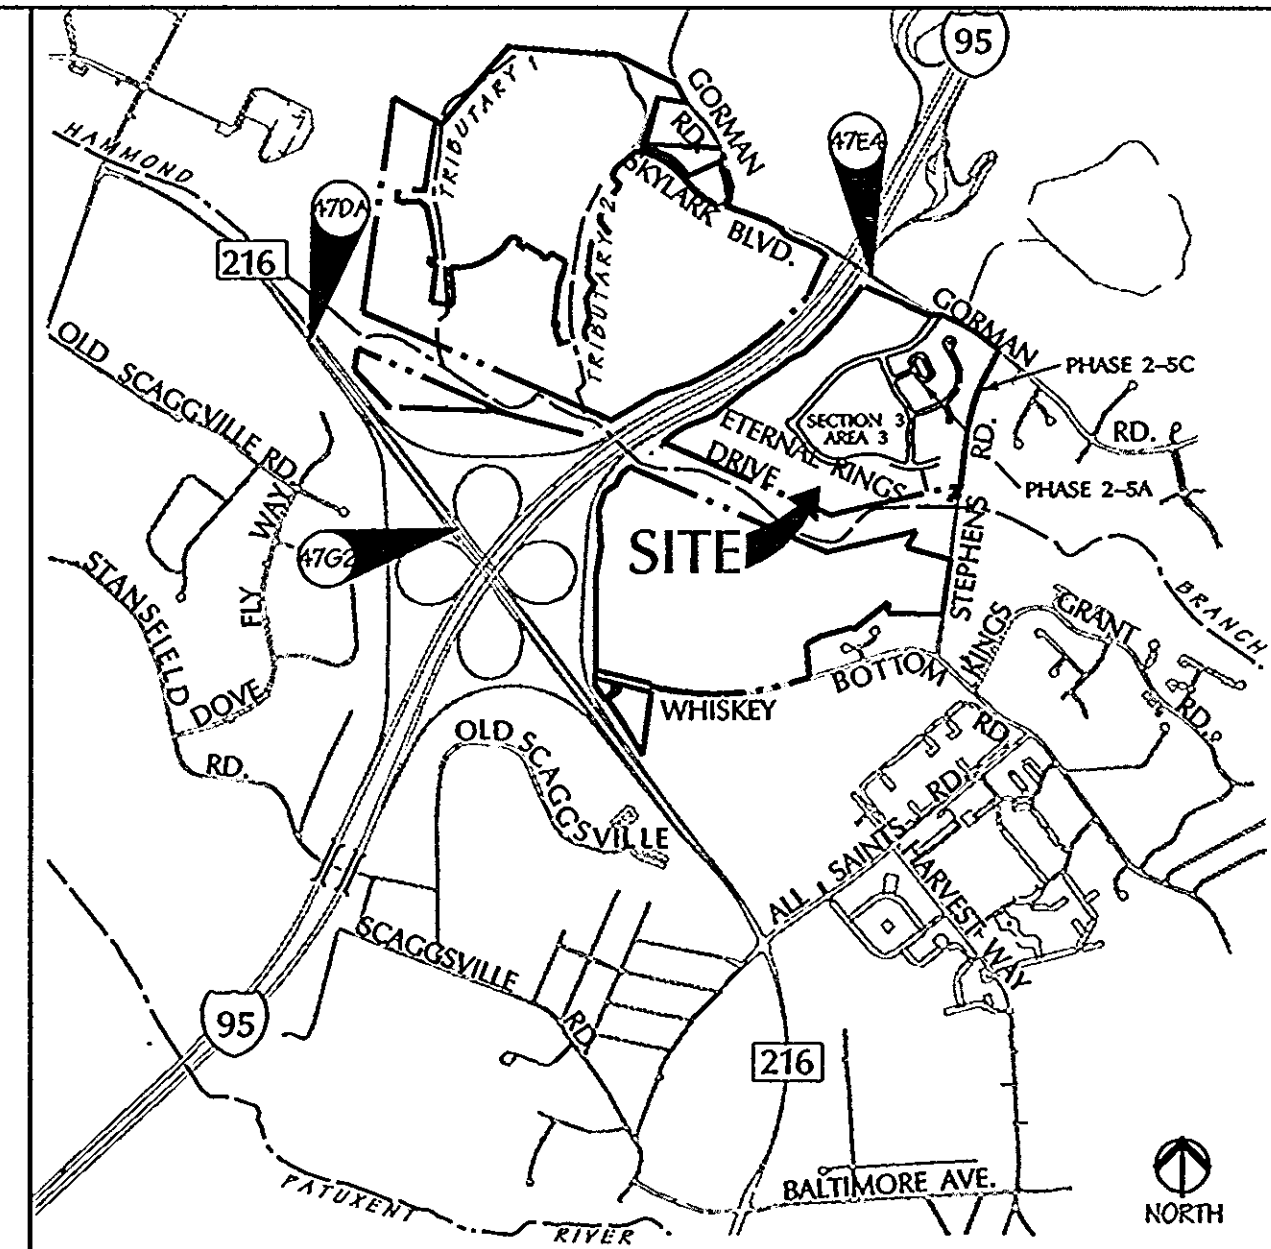 95
GORMAN
RD.
TRIBUTARY 1
HAMMOND
47E4
SKYLARK BLVD.
216
TRIBUTARY 2
OLD SCAGGVILLE RD.
GORMAN
RD.
PHASE 2-5C
SECTION 3
AREA 3
ETERNAL RINGS
DRIVE
PHASE 2-5A
STEPHENS
RD.
SITE
47G2
FLY
WAY
DOVE
STANSFIELD
RD.
BRANCH
KINGS
GRANT
RD.
WHISKEY
BOTTOM
RD.
OLD SCAGGSVILLE
ALL SAINTS
RD.
HARVEST
WAY
SCAGGSVILLE
RD.
95
216
PATUXENT
RIVER
BALTIMORE AVE.
NORTH